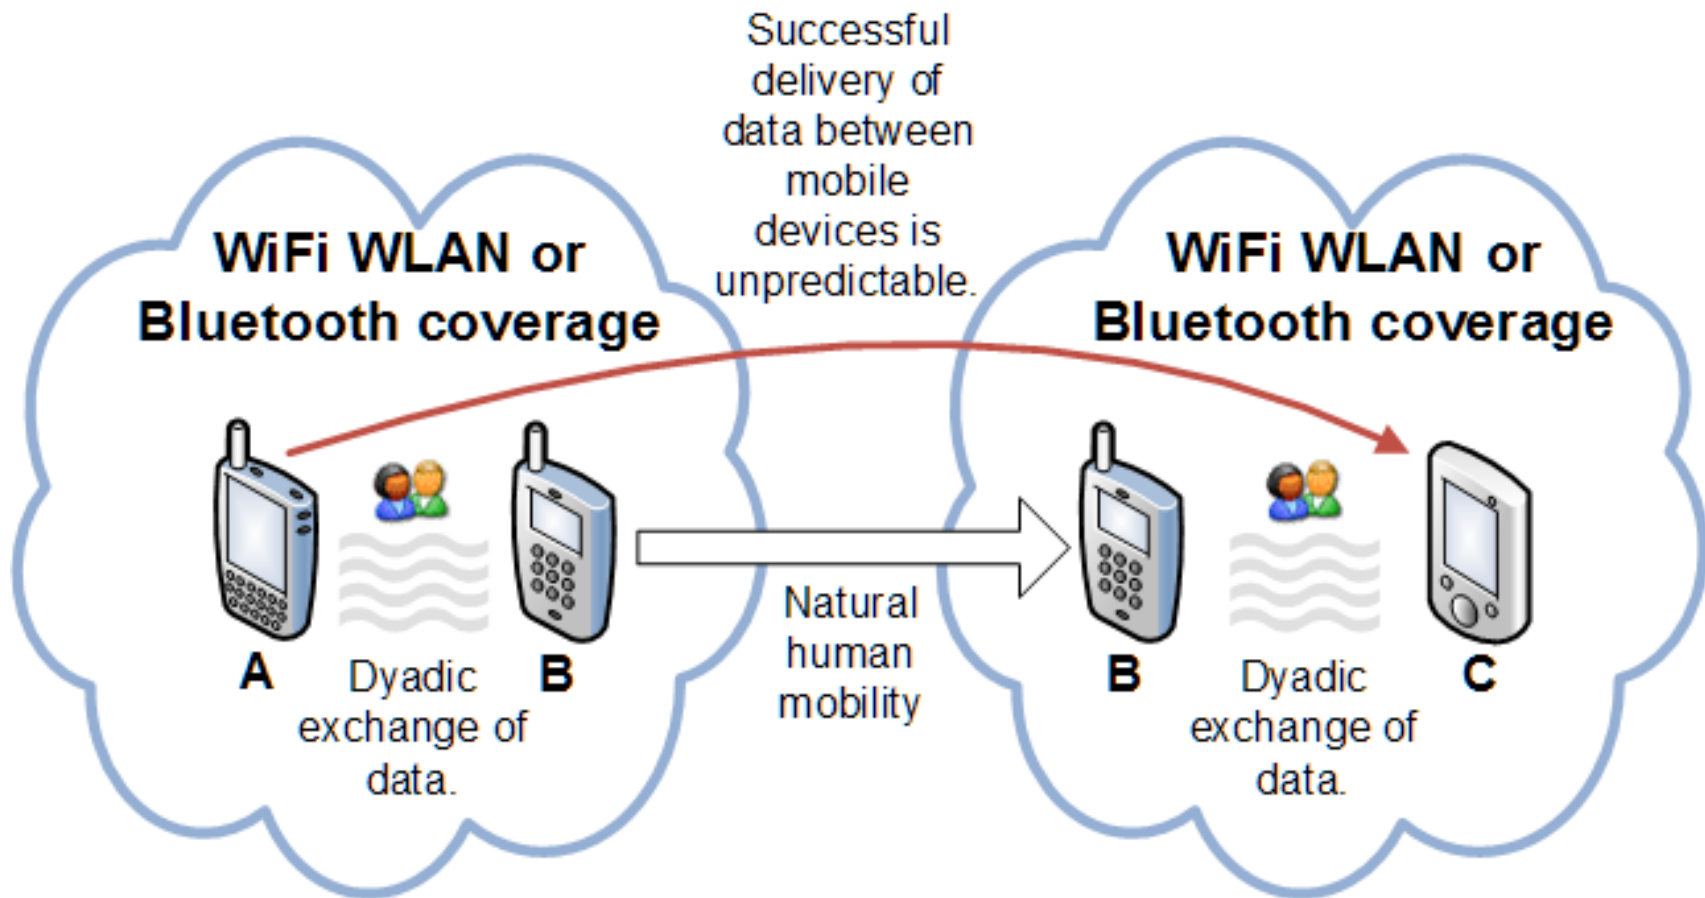 Successful
delivery of
data between
mobile
devices is
unpredictable.
WiFi WLAN or
Bluetooth coverage
WiFi WLAN or
Bluetooth coverage
A
Dyadic
exchange of
data.
B
Natural
human
mobility
B
Dyadic
exchange of
data.
C